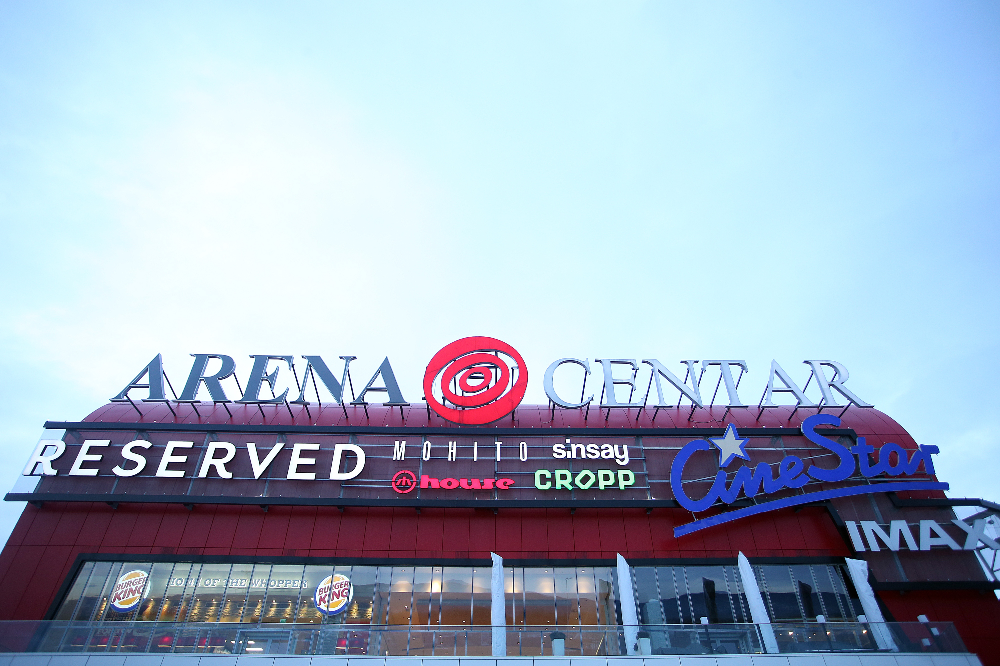 ARENA CENTAR
RESERVED
MOHITO
sinsay
house
CROPP
CineStar
IMAX
BURGER KING
HOME OF THE WHOPPER
BURGER KING